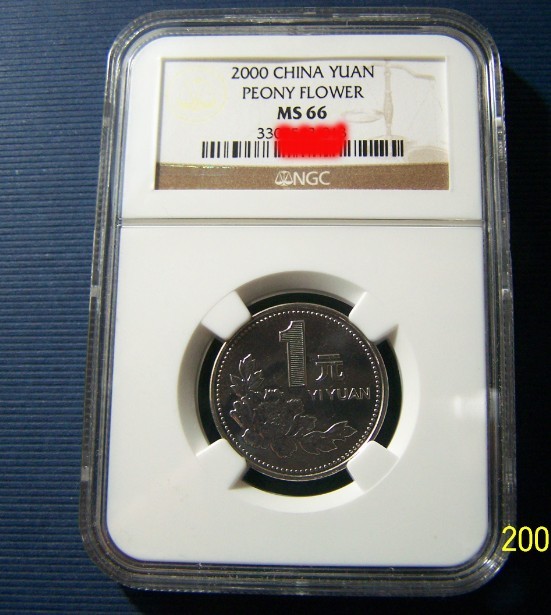 2000 CHINA YUAN
PEONY FLOWER
MS 66
NGC
1 元
YI YUAN
200